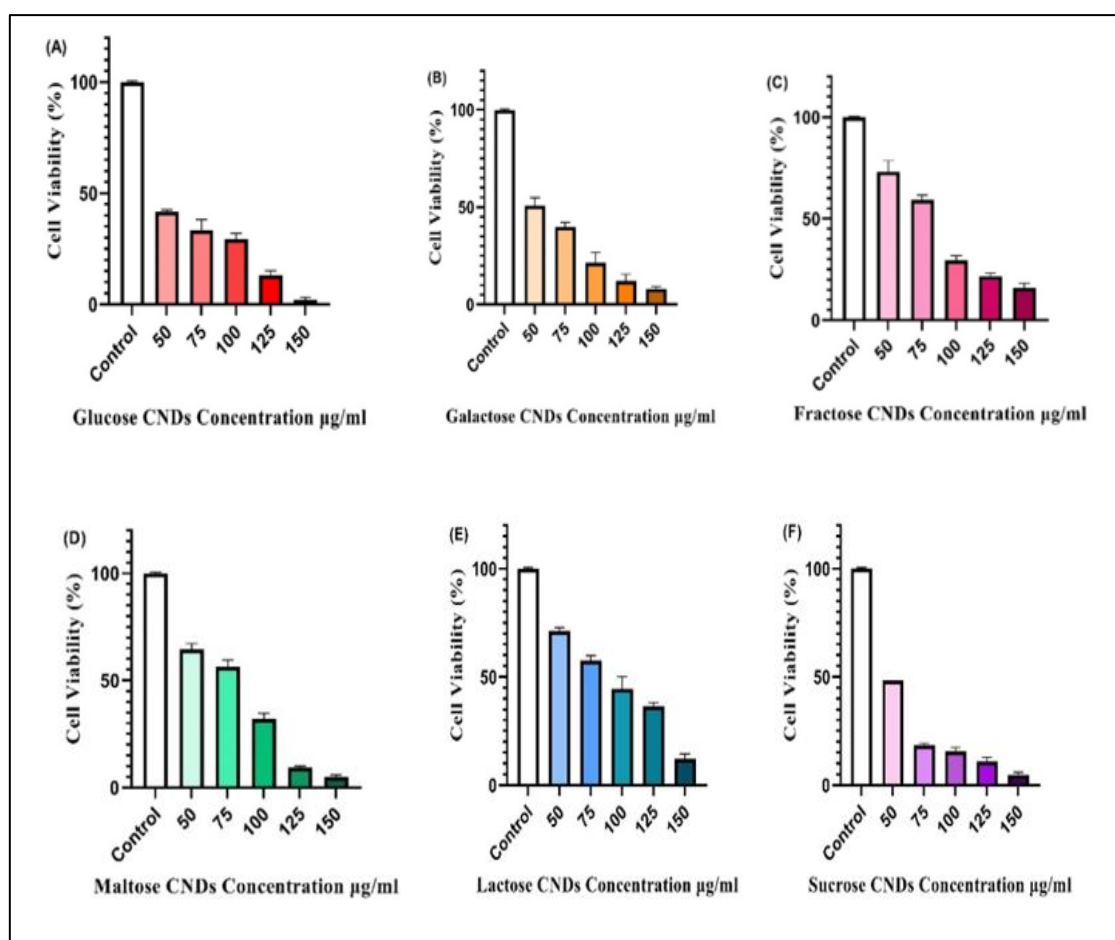 (A)
Cell Viability (%)
100
50
0
Control 50 75 100 125 150
Glucose CNDs Concentration µg/ml
(B)
Cell Viability (%)
100
50
0
Control 50 75 100 125 150
Galactose CNDs Concentration µg/ml
(C)
Cell Viability (%)
100
50
0
Control 50 75 100 125 150
Fractose CNDs Concentration µg/ml
(D)
Cell Viability (%)
100
50
0
Control 50 75 100 125 150
Maltose CNDs Concentration µg/ml
(E)
Cell Viability (%)
100
50
0
Control 50 75 100 125 150
Lactose CNDs Concentration µg/ml
(F)
Cell Viability (%)
100
50
0
Control 50 75 100 125 150
Sucrose CNDs Concentration µg/ml